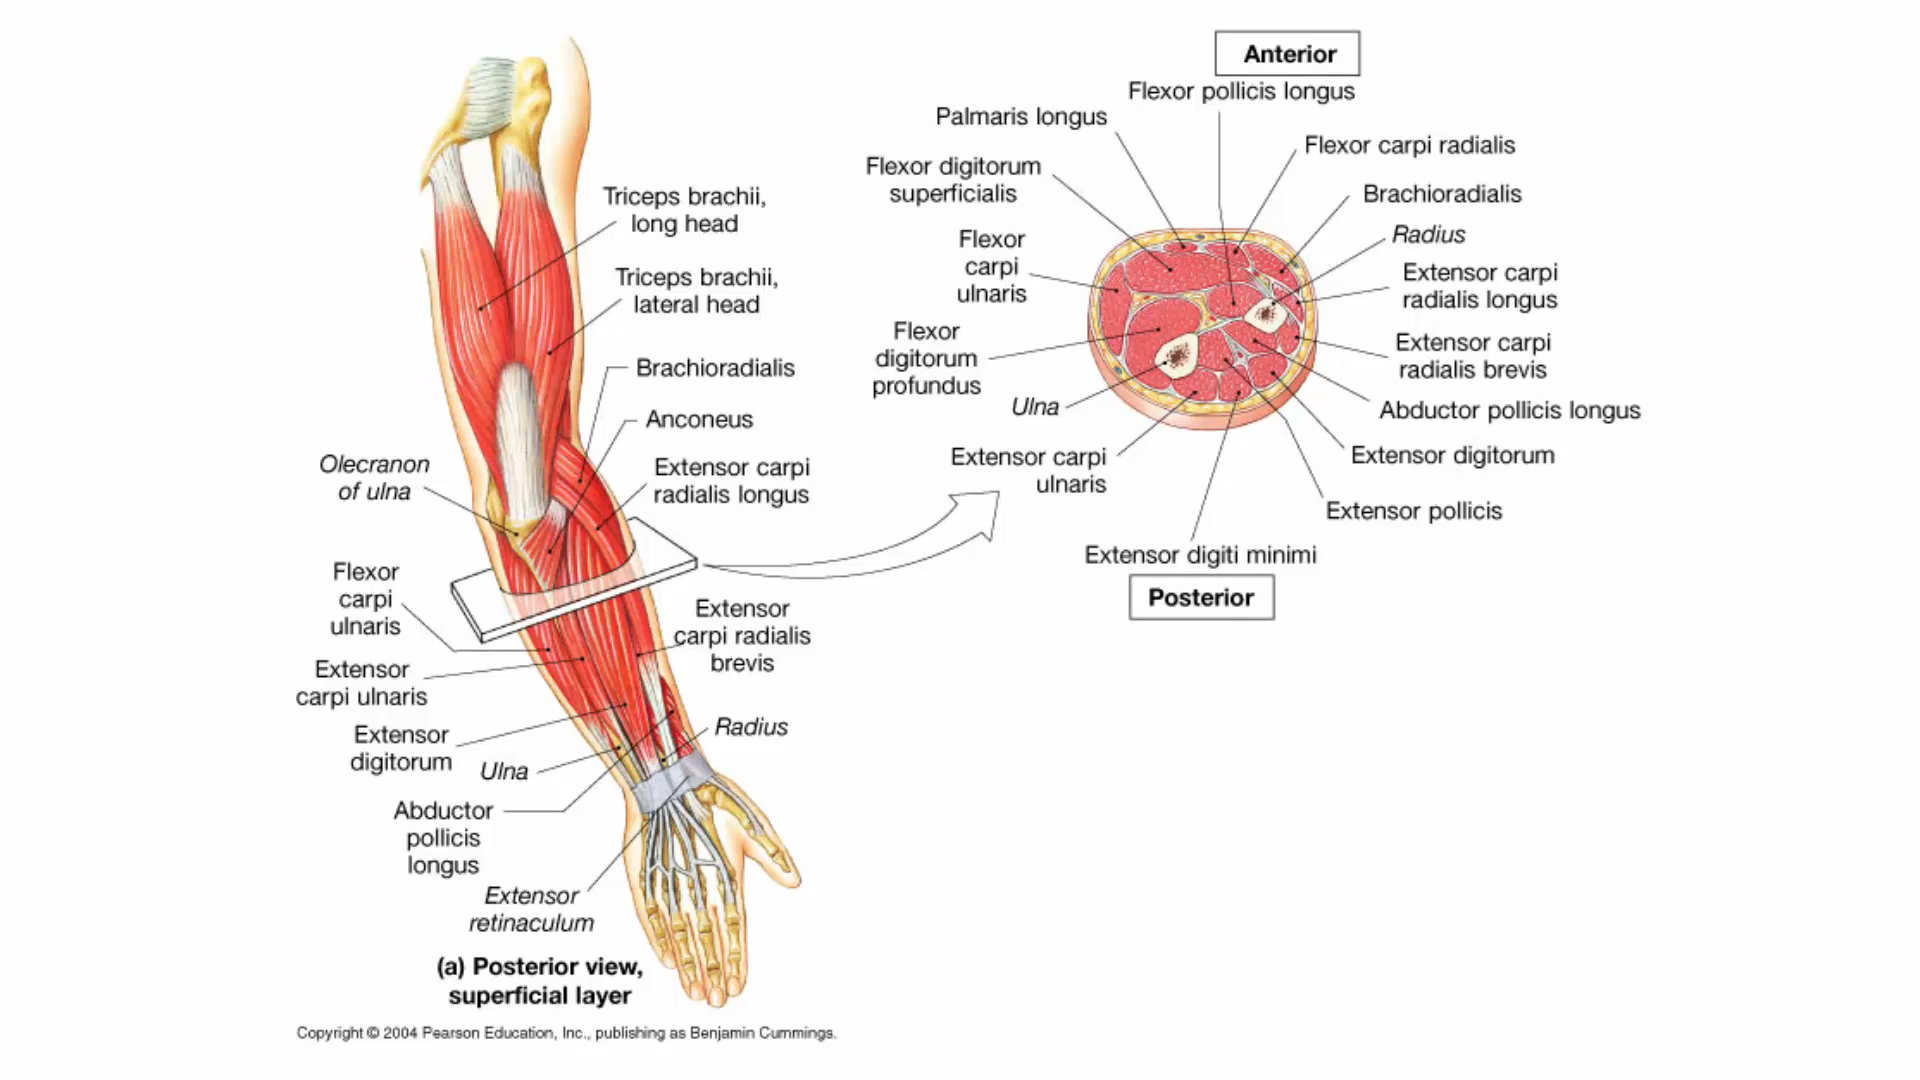 Triceps brachii,
long head
Triceps brachii,
lateral head
Brachioradialis
Anconeus
Olecranon
of ulna
Extensor carpi
radialis longus
Flexor
carpi
ulnaris
Extensor
carpi radialis
brevis
Extensor
carpi ulnaris
Extensor
digitorum
Radius
Ulna
Abductor
pollicis
longus
Extensor
retinaculum
(a) Posterior view,
superficial layer
Anterior
Flexor pollicis longus
Palmaris longus
Flexor carpi radialis
Flexor digitorum
superficialis
Brachioradialis
Flexor
carpi
ulnaris
Radius
Extensor carpi
radialis longus
Flexor
digitorum
profundus
Extensor carpi
radialis brevis
Ulna
Abductor pollicis longus
Extensor carpi
ulnaris
Extensor digitorum
Extensor pollicis
Extensor digiti minimi
Posterior
Copyright © 2004 Pearson Education, Inc., publishing as Benjamin Cummings.